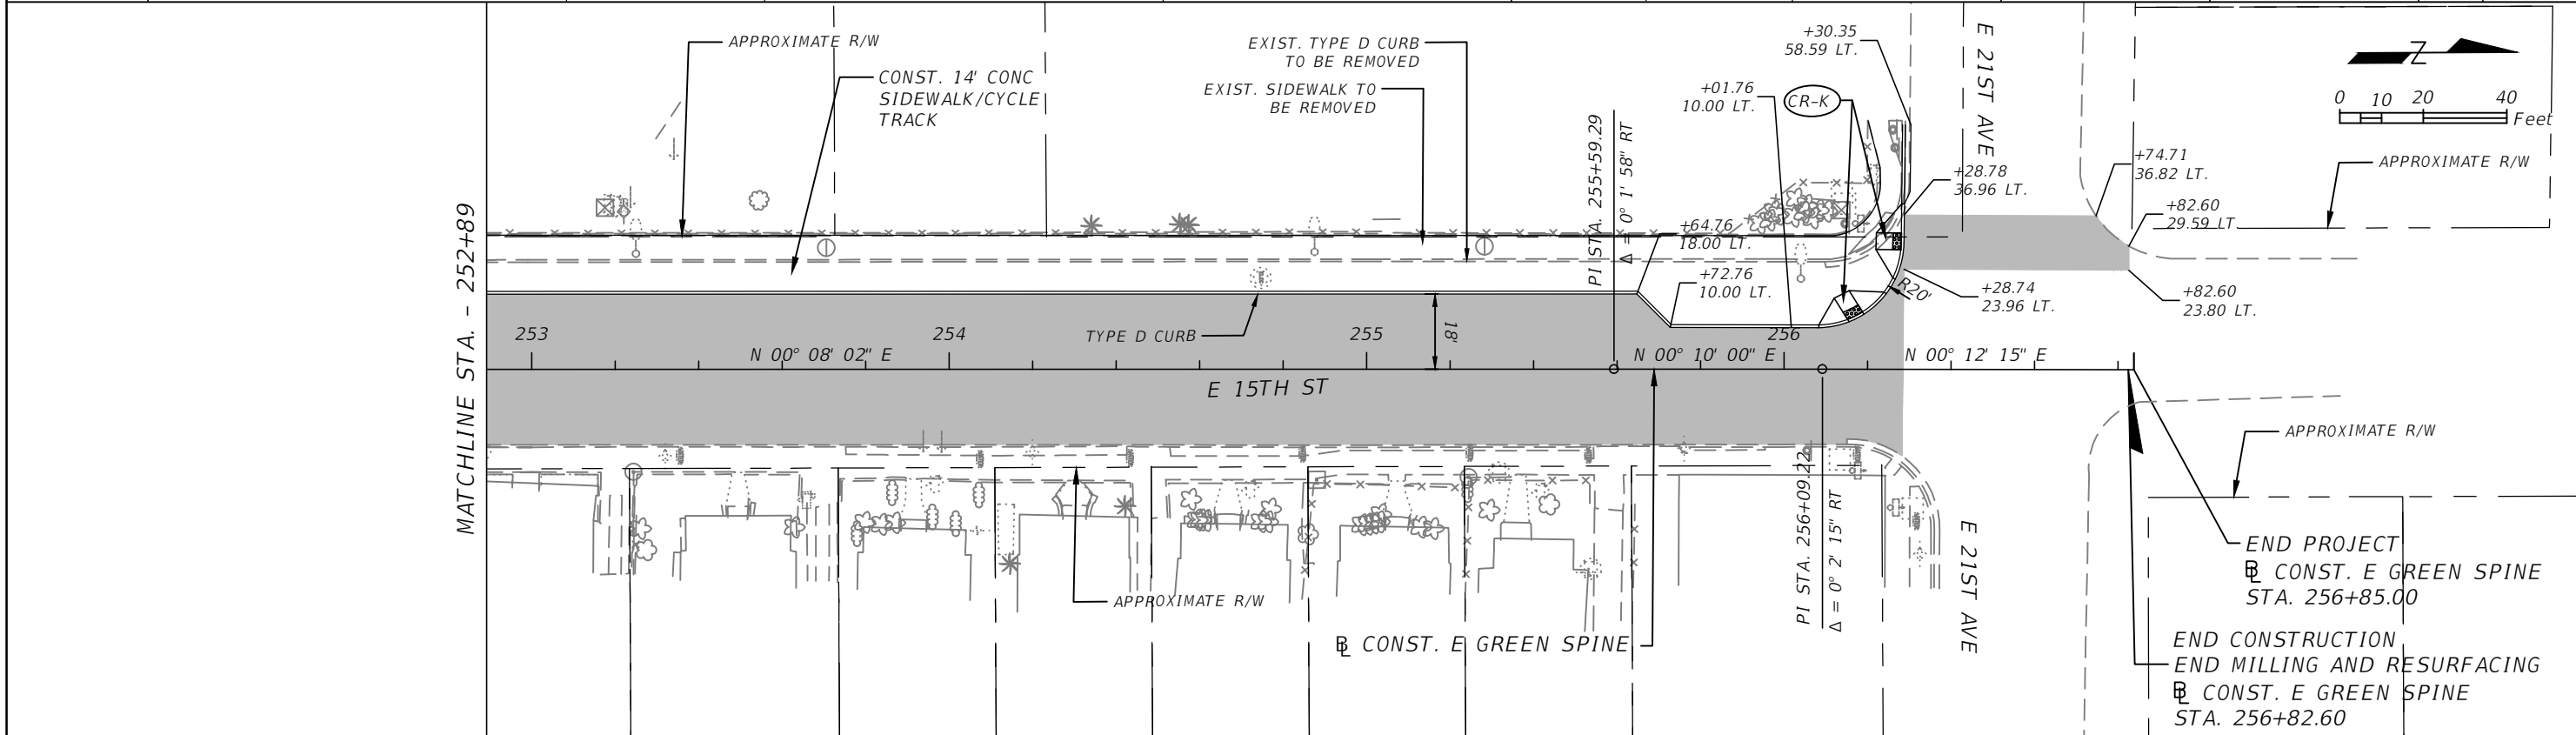 APPROXIMATE R/W
CONST. 14' CONC
SIDEWALK/CYCLE
TRACK
EXIST. TYPE D CURB
TO BE REMOVED
EXIST. SIDEWALK TO
BE REMOVED
+30.35
58.59 LT.
+01.76
10.00 LT.
CR-K
E 21ST AVE
Z
0 10 20 40
Feet
APPROXIMATE R/W
+74.71
36.82 LT.
+28.78
36.96 LT.
+82.60
29.59 LT.
PI STA. 255+59.29
Δ = 0° 1' 58" RT
+64.76
18.00 LT.
+72.76
10.00 LT.
R20'
+28.74
23.96 LT.
+82.60
23.80 LT.
MATCHLINE STA. - 252+89
TYPE D CURB
18'
253 254 255 256
N 00° 08' 02" E
N 00° 10' 00" E
N 00° 12' 15" E
E 15TH ST
APPROXIMATE R/W
PI STA. 256+09.22
Δ = 0° 2' 15" RT
E 21ST AVE
APPROXIMATE R/W
BL CONST. E GREEN SPINE
END PROJECT
BL CONST. E GREEN SPINE
STA. 256+85.00
END CONSTRUCTION
END MILLING AND RESURFACING
BL CONST. E GREEN SPINE
STA. 256+82.60